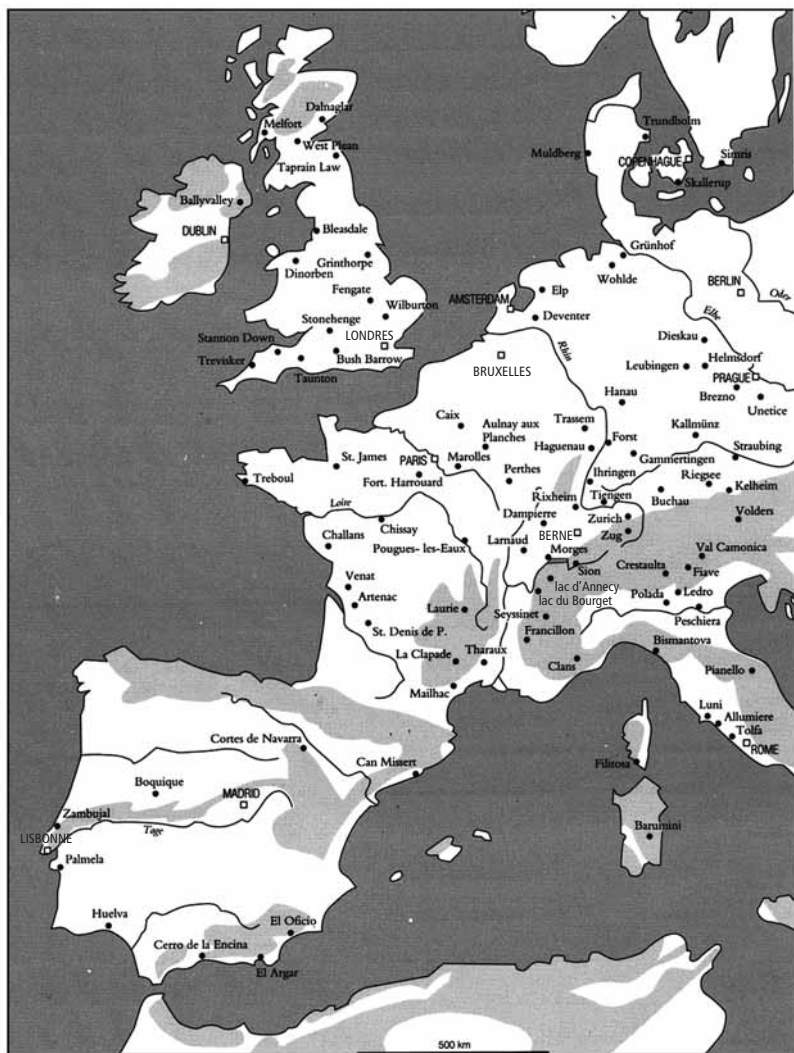 Dalnaglar
Melfort
West Plean
Taprain Law
Trundholm
Muldberg
COPENHAGUE
Simris
Skallerup
Ballyvalley
DUBLIN
Bleasdale
Grinthorpe
Dinorben
Fengate
Wilburton
Stonehenge
LONDRES
Stannon Down
Trevisker
Bush Barrow
Taunton
Grünhof
Wohlde
BERLIN
Oder
Elp
AMSTERDAM
Deventer
Elbe
Dieskau
BRUXELLES
Rhin
Leubingen
Helmsdorf
PRAGUE
Brezno
Unetice
Hanau
Caix
Aulnay aux
Planches
Trassem
Kallmünz
Haguenau
Forst
St. James
PARIS
Marolles
Gammertingen
Straubing
Treboul
Fort. Harrouard
Perthes
Ihringen
Riegsee
Kelheim
Loire
Rixheim
Tiengen
Buchau
Chissay
Dampierre
Zurich
Volders
Challans
BERNE
Zug
Pougues- les-Eaux
Larnaud
Morges
Val Camonica
Sion
Crestaulta
Fiave
Venat
lac d'Annecy
Artenac
lac du Bourget
Polada
Ledro
Laurie
Seyssinet
Peschiera
St. Denis de P.
Francillon
Bismantova
La Clapade
Tharaux
Clans
Pianello
Mailhac
Luni
Allumiere
Tolfa
ROME
Cortes de Navarra
Can Missert
Filitosa
Boquique
MADRID
Zambujal
Tage
LISBONNE
Barumini
Palmela
Huelva
El Oficio
Cerro de la Encina
El Argar
500 km